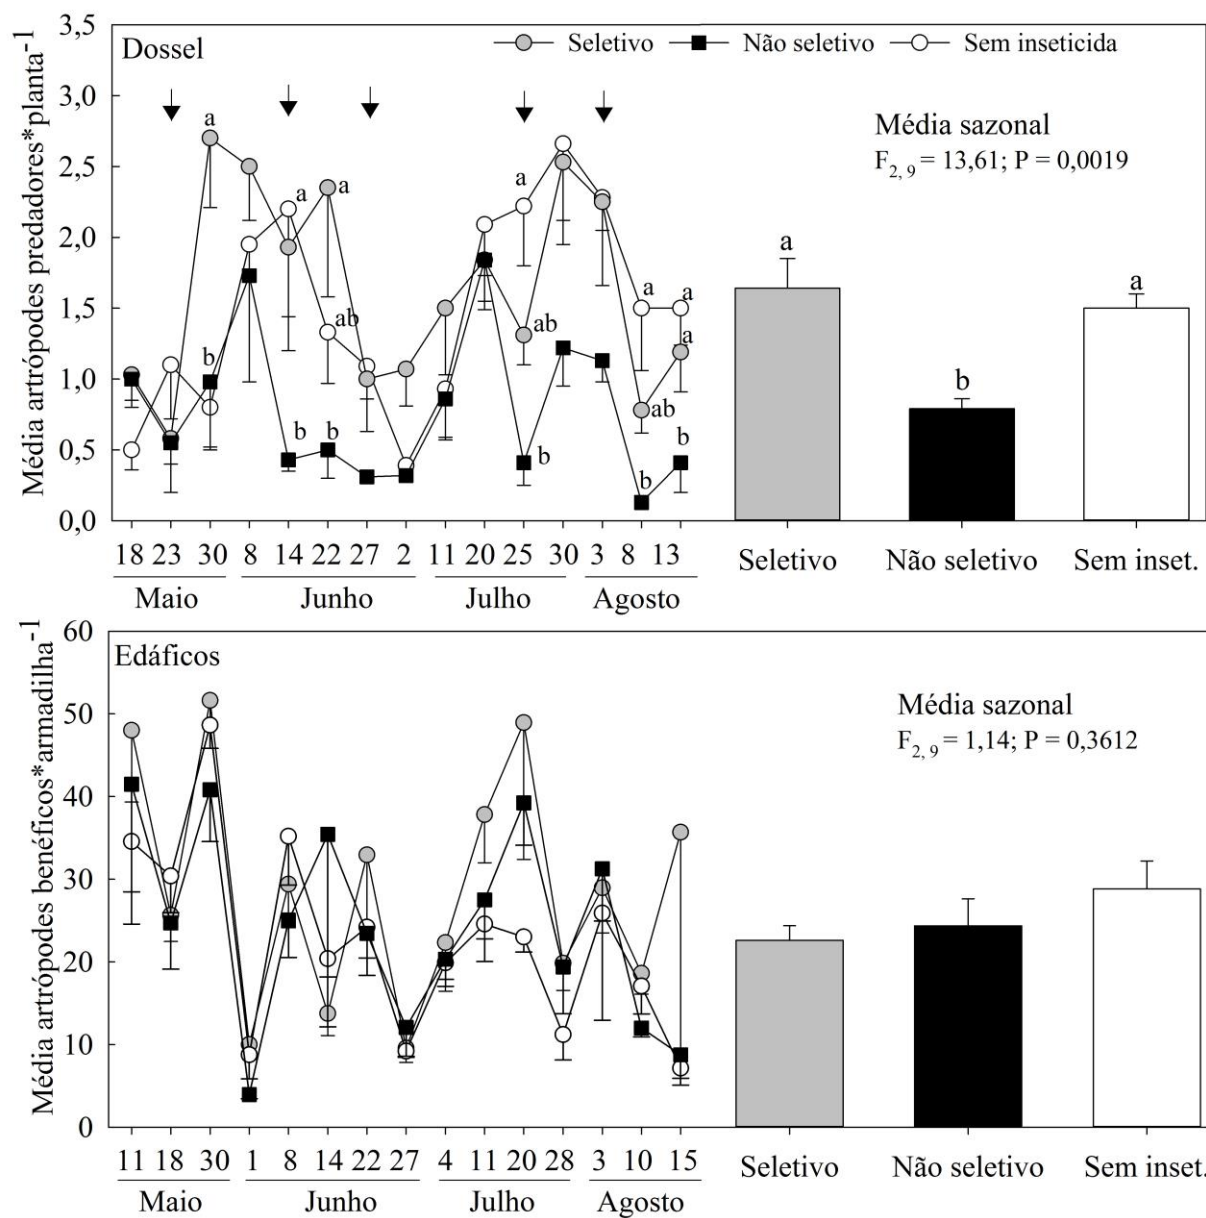 Média artrópodes predadores*planta-1
3,5
3,0
2,5
2,0
1,5
1,0
0,5
0,0
Dossel
Seletivo
Não seletivo
Sem inseticida
a
b
a
b
a
ab
b
a
ab
b
a
ab
b
a
a
b
Média sazonal
F2, 9 = 13,61; P = 0,0019
a
b
a
18 23 30 8 14 22 27 2 11 20 25 30 3 8 13
Maio Junho Julho Agosto
Seletivo Não seletivo Sem inset.
Média artrópodes benéficos*armadilha-1
60
50
40
30
20
10
0
Edáficos
Média sazonal
F2, 9 = 1,14; P = 0,3612
11 18 30 1 8 14 22 27 4 11 20 28 3 10 15
Maio Junho Julho Agosto
Seletivo Não seletivo Sem inset.